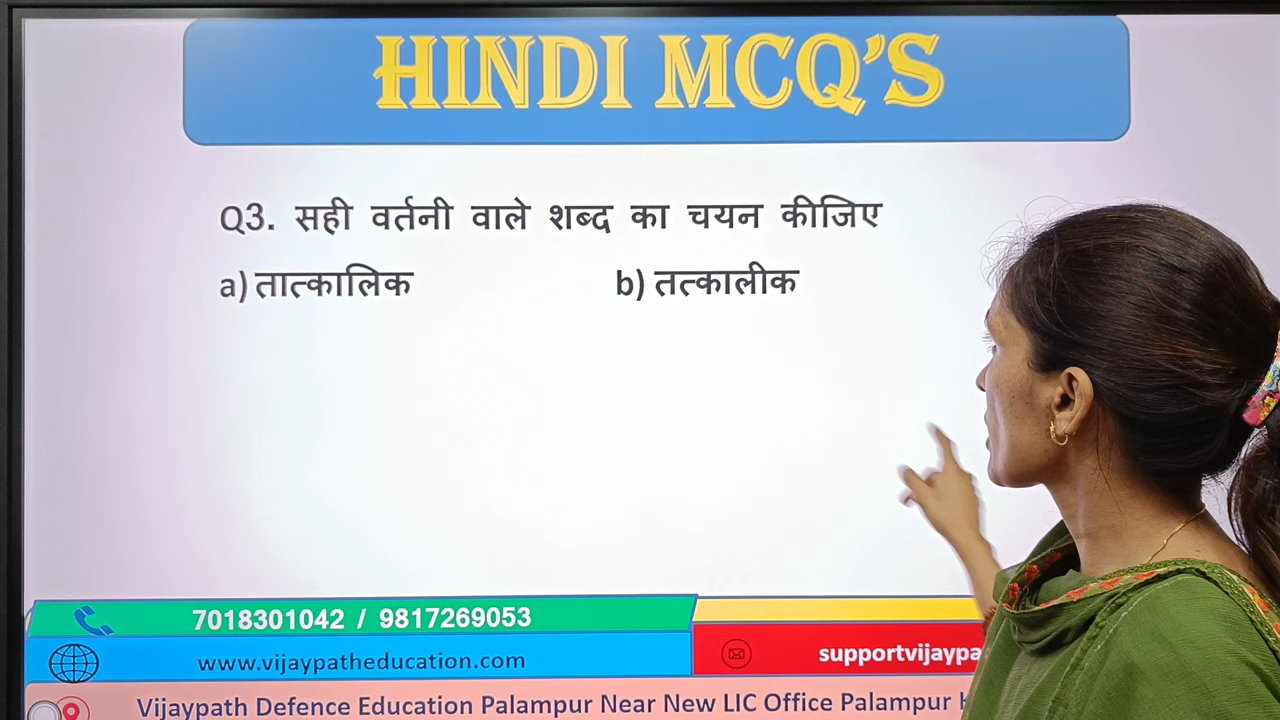 HINDI MCQ'S
Q3. सही वर्तनी वाले शब्द का चयन कीजिए
a) तात्कालिक b) तत्कालीक
7018301042 / 9817269053
www.vijaypatheducation.com
supportvijaypa
Vijaypath Defence Education Palampur Near New LIC Office Palampur